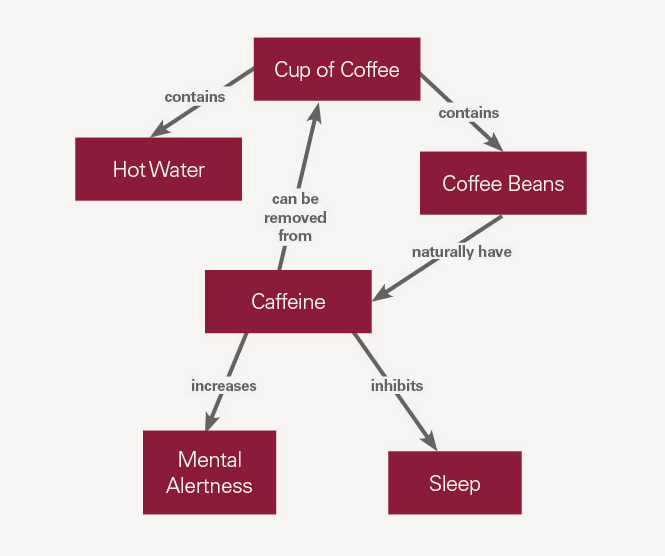 Cup of Coffee
contains
contains
Hot Water
Coffee Beans
can be
removed
from
naturally have
Caffeine
increases
inhibits
Mental
Alertness
Sleep